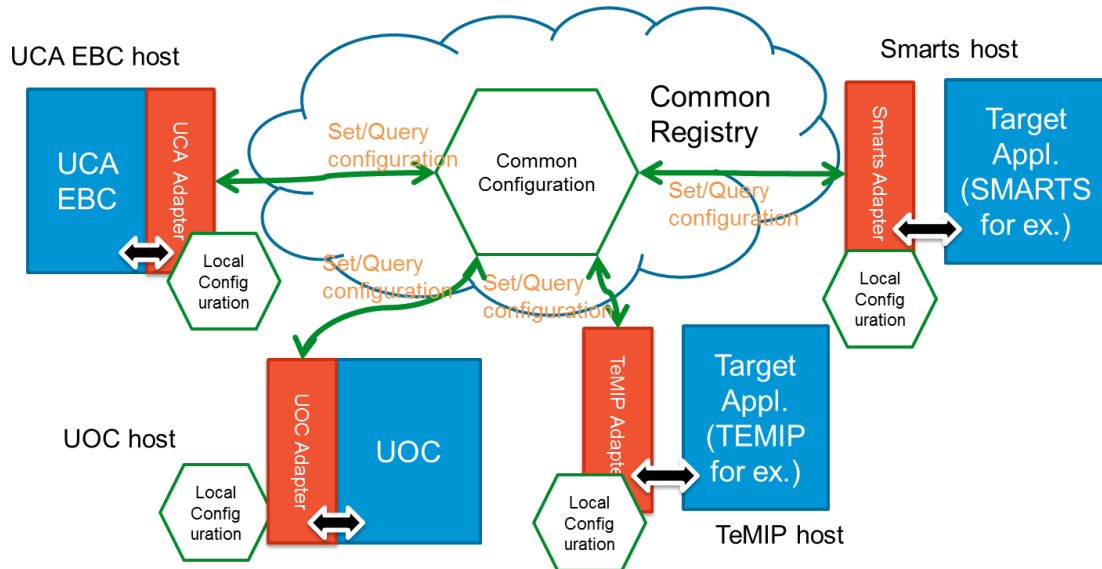 UCA EBC host
UCA
EBC
UCA Adapter
Local
Config
uration
Set/Query
configuration
Common
Configuration
Common
Registry
Set/Query
configuration
Smarts host
Smarts Adapter
Target
Appl.
(SMARTS
for ex.)
Local
Config
uration
Set/Query
configuration
Set/Query
configuration
UOC host
UOC Adapter
UOC
Local
Config
uration
TeMIP Adapter
Target
Appl.
(TEMIP
for ex.)
Local
Config
uration
TeMIP host